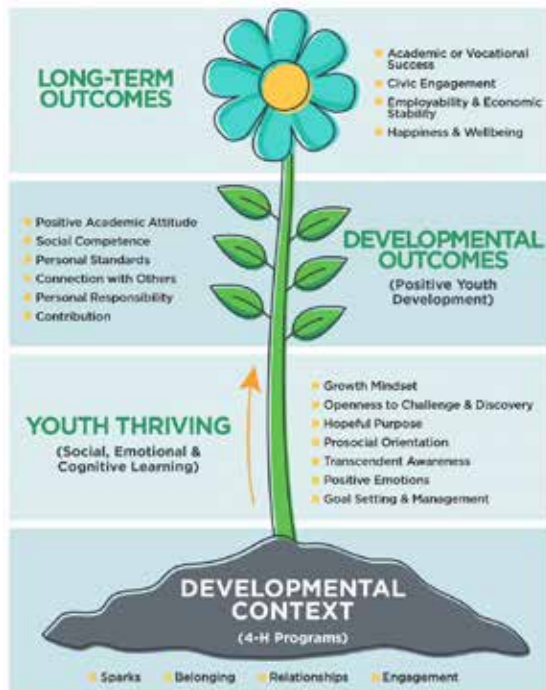 LONG-TERM
OUTCOMES
Academic or Vocational
Success
Civic Engagement
Employability & Economic
Stability
Happiness & Wellbeing
Positive Academic Attitude
Social Competence
Personal Standards
Connection with Others
Personal Responsibility
Contribution
DEVELOPMENTAL
OUTCOMES
(Positive Youth
Development)
YOUTH THRIVING
(Social, Emotional &
Cognitive Learning)
Growth Mindset
Openness to Challenge & Discovery
Hopeful Purpose
Prosocial Orientation
Transcendent Awareness
Positive Emotions
Goal Setting & Management
DEVELOPMENTAL
CONTEXT
(4-H Programs)
Sparks Belonging Relationships Engagement